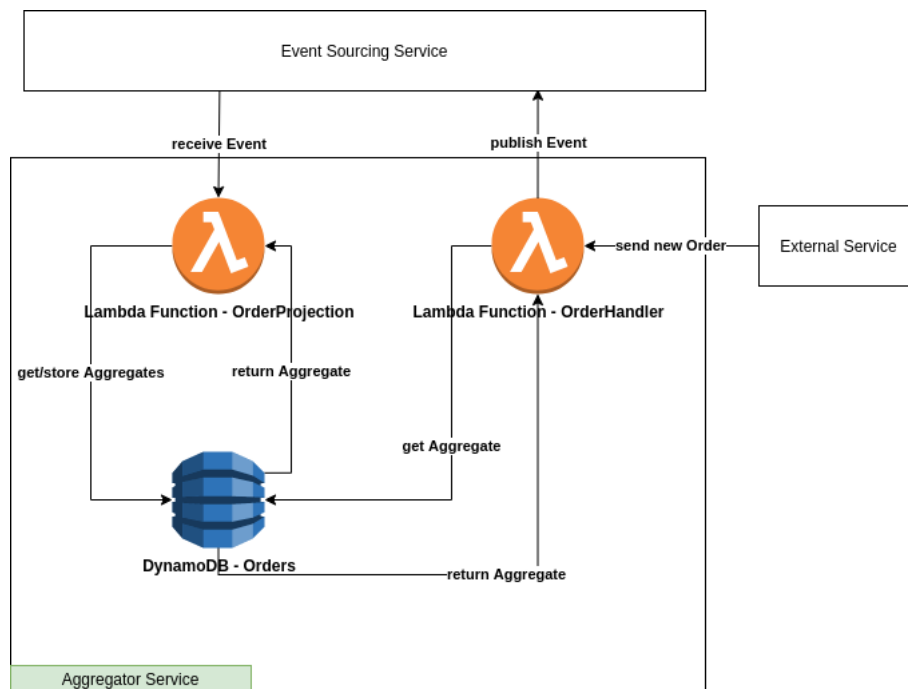 Event Sourcing Service
receive Event
publish Event
send new Order
External Service
Lambda Function - OrderProjection
Lambda Function - OrderHandler
get/store Aggregates
return Aggregate
get Aggregate
DynamoDB - Orders
return Aggregate
Aggregator Service